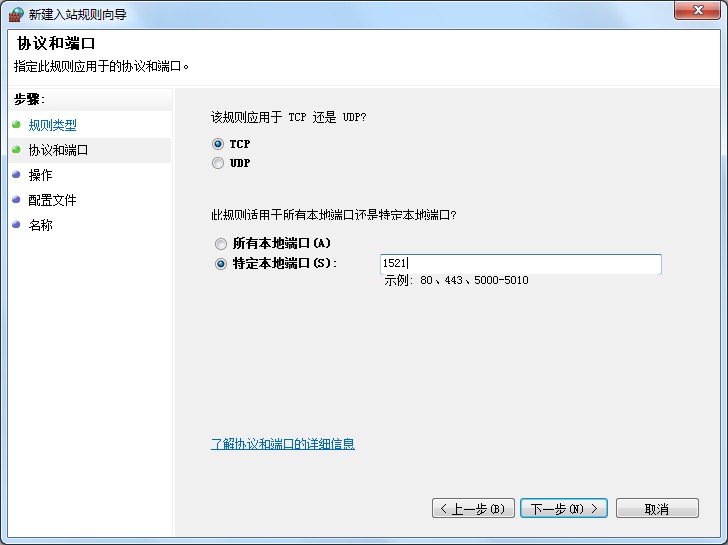 新建入站规则向导
协议和端口
指定此规则应用于的协议和端口。
步骤:
规则类型
协议和端口
操作
配置文件
名称
该规则应用于 TCP 还是 UDP?
TCP
UDP
此规则适用于所有本地端口还是特定本地端口?
所有本地端口(A)
特定本地端口(S):
1521
示例: 80、443、5000-5010
了解协议和端口的详细信息
< 上一步(B)
下一步(N) >
取消